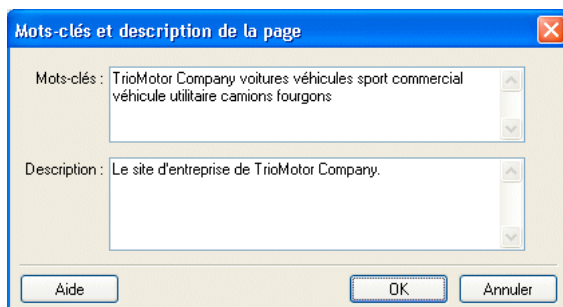 Mots-clés et description de la page
Mots-clés : TrioMotor Company voitures véhicules sport commercial
véhicule utilitaire camions fourgons
Description : Le site d'entreprise de TrioMotor Company.
Aide OK Annuler